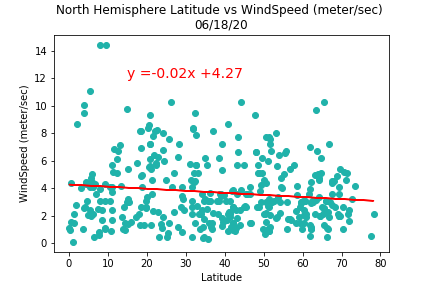 North Hemisphere Latitude vs WindSpeed (meter/sec)
06/18/20
14
12
10
8
6
4
2
0
WindSpeed (meter/sec)
y =-0.02x +4.27
0 10 20 30 40 50 60 70 80
Latitude